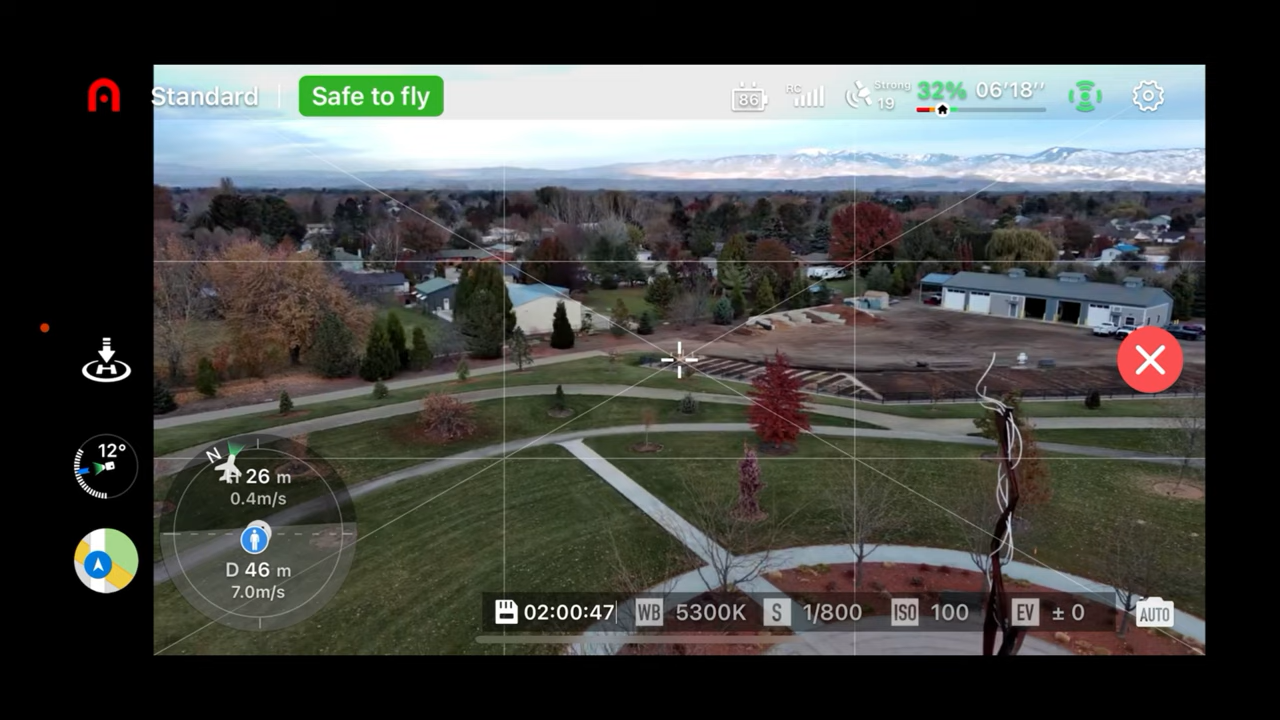 Standard
Safe to fly
86
RC
Strong
19
32%
06'18''
12°
N
H 26 m
0.4m/s
D 46 m
7.0m/s
02:00:47
WB 5300K
S 1/800
ISO 100
EV ± 0
AUTO